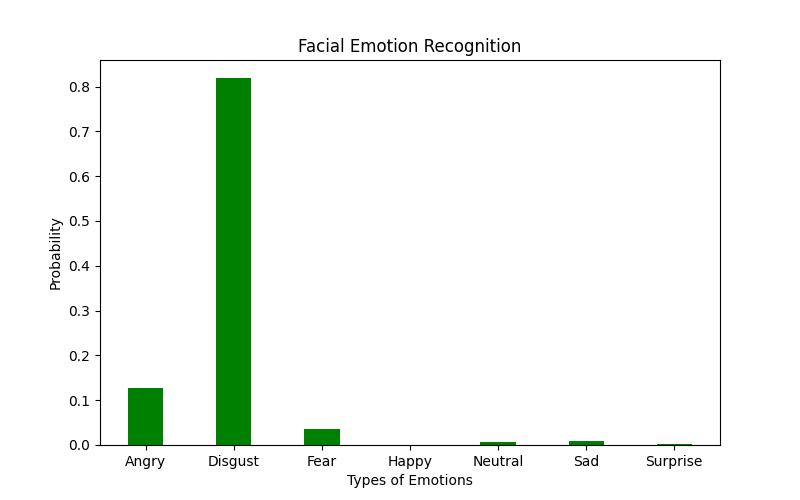 Facial Emotion Recognition
0.8
0.7
0.6
0.5
0.4
0.3
0.2
0.1
0.0
Probability
Angry Disgust Fear Happy Neutral Sad Surprise
Types of Emotions